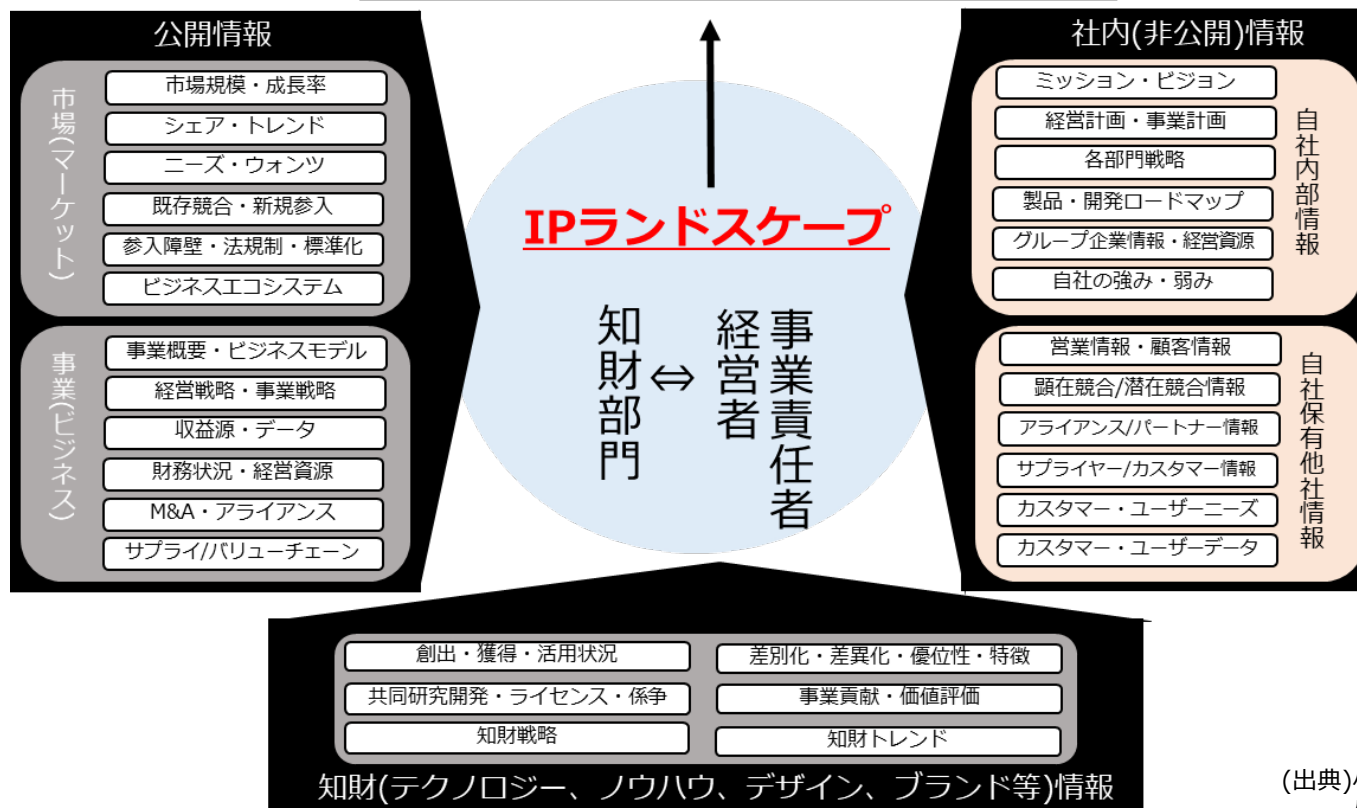 公開情報
市場(マーケット)
市場規模・成長率
シェア・トレンド
ニーズ・ウォンツ
既存競合・新規参入
参入障壁・法規制・標準化
ビジネスエコシステム
事業(ビジネス)
事業概要・ビジネスモデル
経営戦略・事業戦略
収益源・データ
財務状況・経営資源
M&A・アライアンス
サプライ/バリューチェーン
IPランドスケープ
知財部門
⇔
経営者
事業責任者
社内(非公開)情報
ミッション・ビジョン
経営計画・事業計画
各部門戦略
製品・開発ロードマップ
グループ企業情報・経営資源
自社の強み・弱み
自社内部情報
営業情報・顧客情報
顕在競合/潜在競合情報
アライアンス/パートナー情報
サプライヤー/カスタマー情報
カスタマー・ユーザーニーズ
カスタマー・ユーザーデータ
自社保有他社情報
創出・獲得・活用状況
差別化・差異化・優位性・特徴
共同研究開発・ライセンス・係争
事業貢献・価値評価
知財戦略
知財トレンド
知財(テクノロジー、ノウハウ、デザイン、ブランド等)情報
(出典)